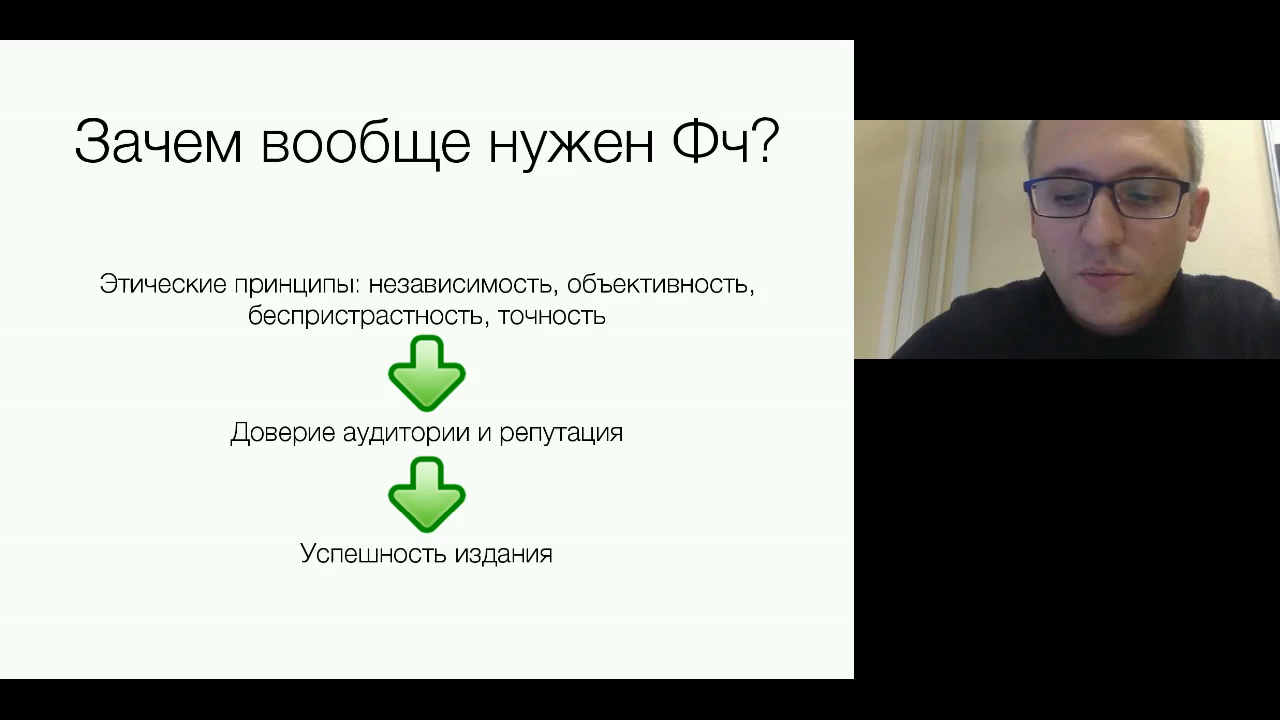 Зачем вообще нужен Фч?
Этические принципы: независимость, объективность,
беспристрастность, точность
Доверие аудитории и репутация
Успешность издания